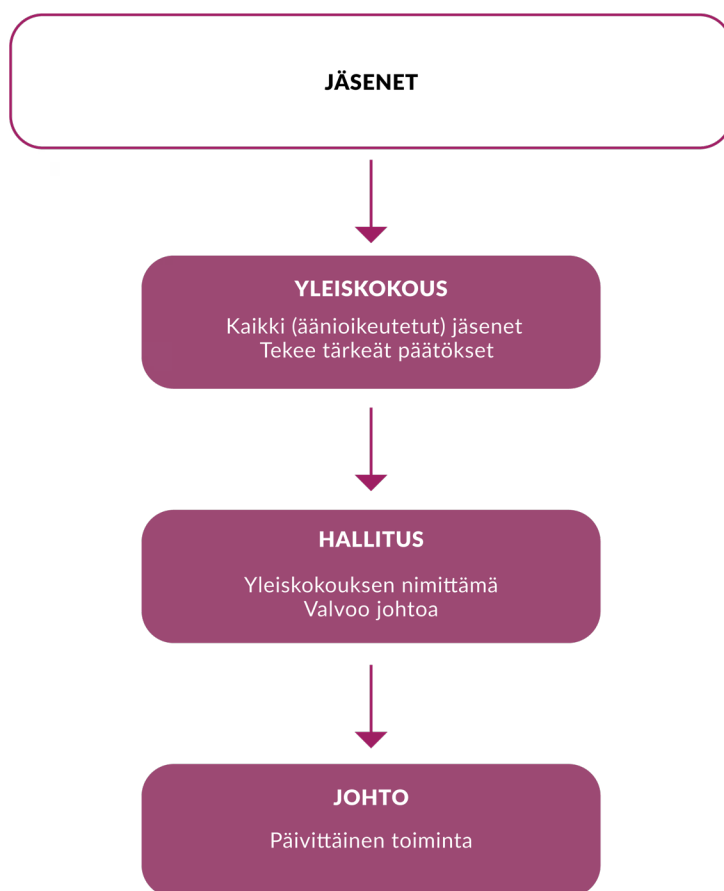 JÄSENET
YLEISKOKOUS
Kaikki (äänioikeutetut) jäsenet
Tekee tärkeät päätökset
HALLITUS
Yleiskokouksen nimittämä
Valvoo johtoa
JOHTO
Päivittäinen toiminta